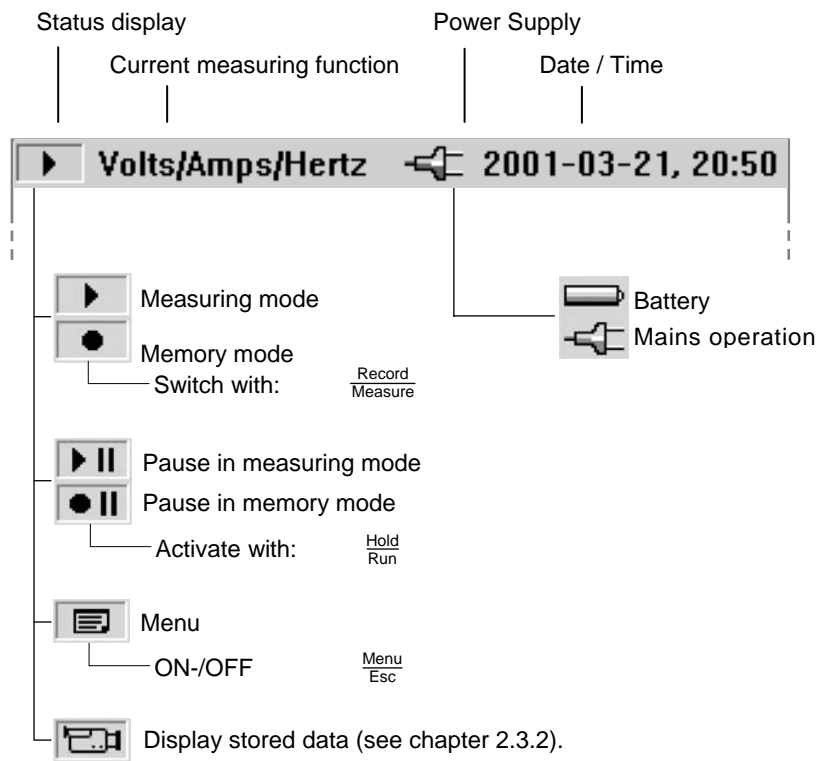 Status display Power Supply
Current measuring function Date / Time
Volts/Amps/Hertz 2001-03-21, 20:50
Measuring mode Battery
Mains operation
Memory mode
Switch with: Record
Measure
Pause in measuring mode
Pause in memory mode
Activate with: Hold
Run
Menu
ON-/OFF Menu
Esc
Display stored data (see chapter 2.3.2).